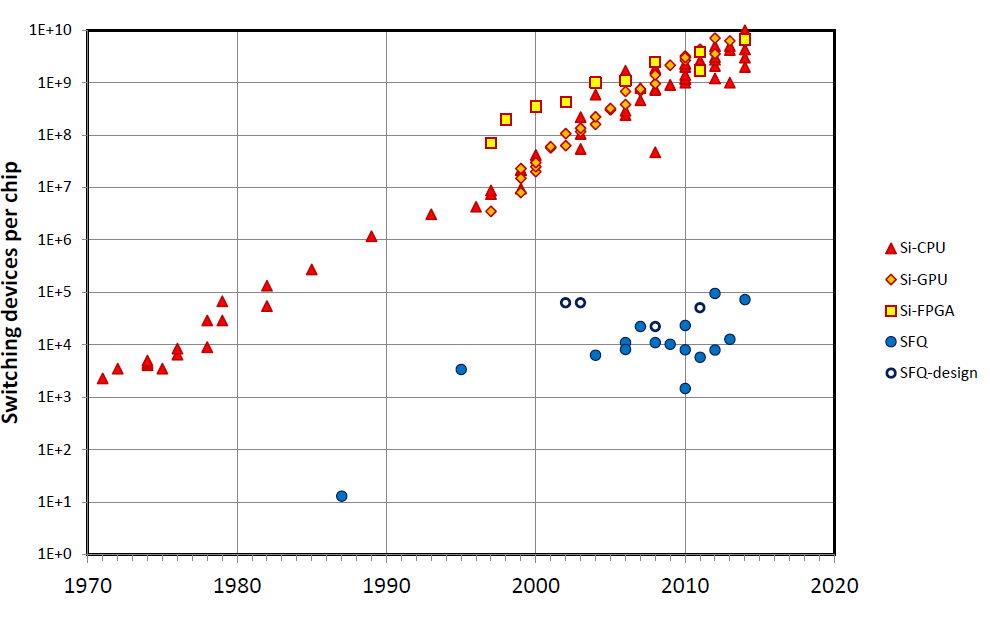 Switching devices per chip
1E+10
1E+9
1E+8
1E+7
1E+6
1E+5
1E+4
1E+3
1E+2
1E+1
1E+0
1970 1980 1990 2000 2010 2020
Si-CPU
Si-GPU
Si-FPGA
SFQ
SFQ-design